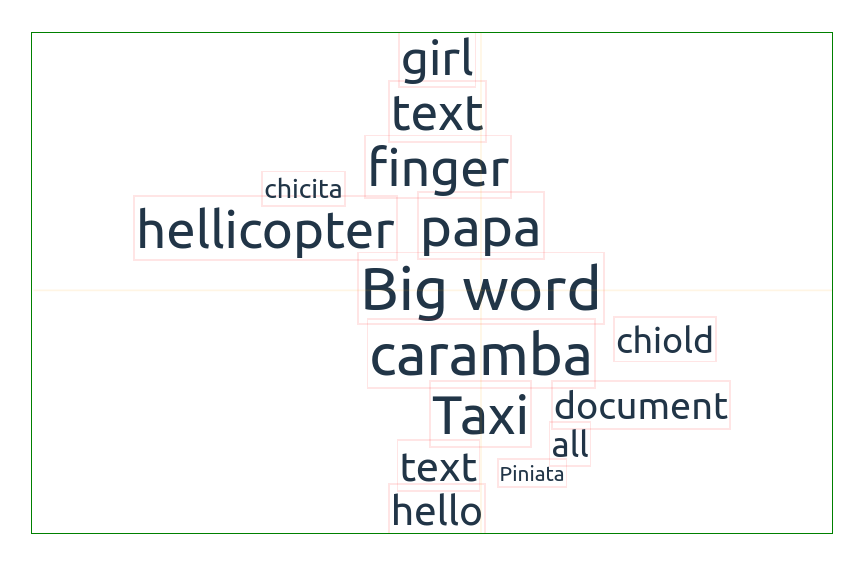 girl
text
finger
chicita
hellicopter papa
Big word
caramba chiold
Taxi document
all
text Piniata
hello